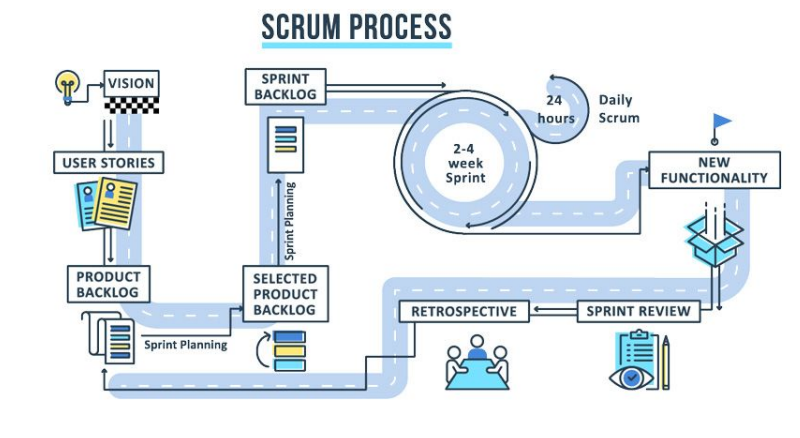 SCRUM PROCESS
VISION
USER STORIES
PRODUCT
BACKLOG
Sprint Planning
SELECTED
PRODUCT
BACKLOG
Sprint Planning
SPRINT
BACKLOG
2-4
week
Sprint
24
hours
Daily
Scrum
NEW
FUNCTIONALITY
SPRINT REVIEW
RETROSPECTIVE